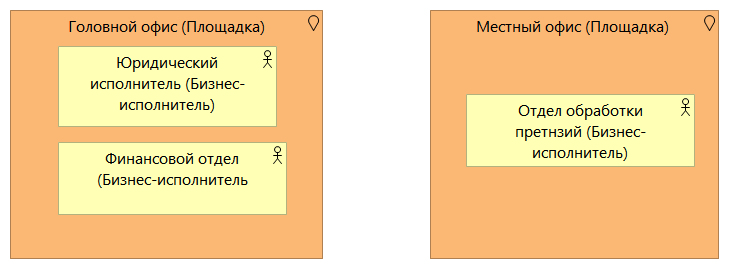 Головной офис (Площадка)
Юридический
исполнитель (Бизнес-
исполнитель)
Финансовой отдел
(Бизнес-исполнитель
Местный офис (Площадка)
Отдел обработки
претнзий (Бизнес-
исполнитель)